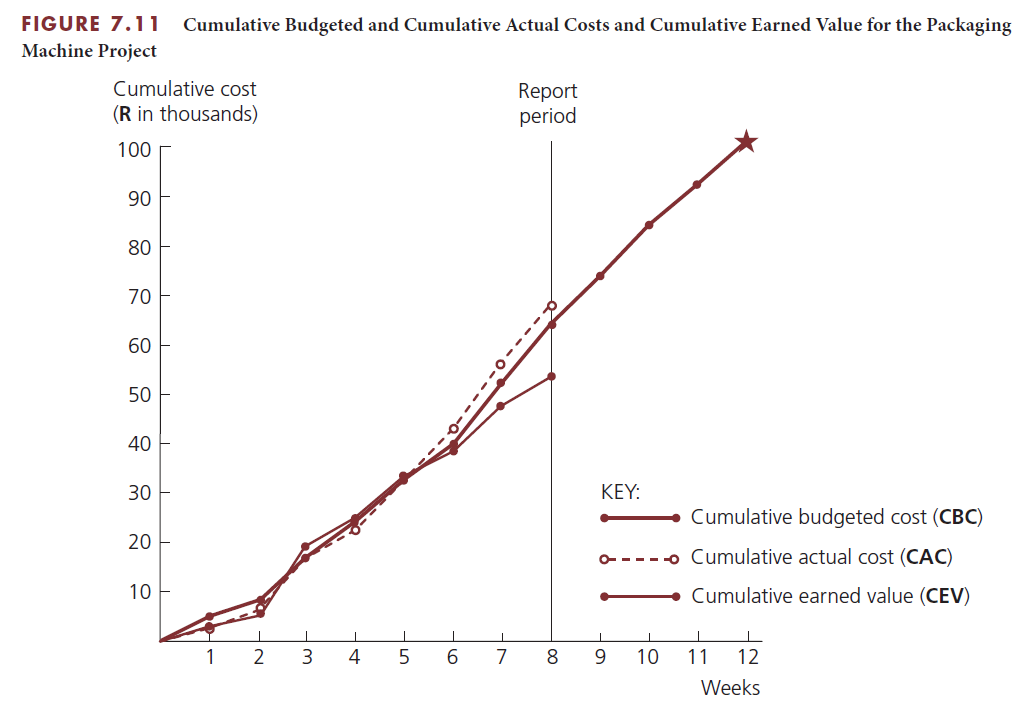 FIGURE 7.11 Cumulative Budgeted and Cumulative Actual Costs and Cumulative Earned Value for the Packaging
Machine Project
Cumulative cost
(R in thousands)
Report
period
100
90
80
70
60
50
40
30
20
10
KEY:
Cumulative budgeted cost (CBC)
Cumulative actual cost (CAC)
Cumulative earned value (CEV)
1 2 3 4 5 6 7 8 9 10 11 12
Weeks